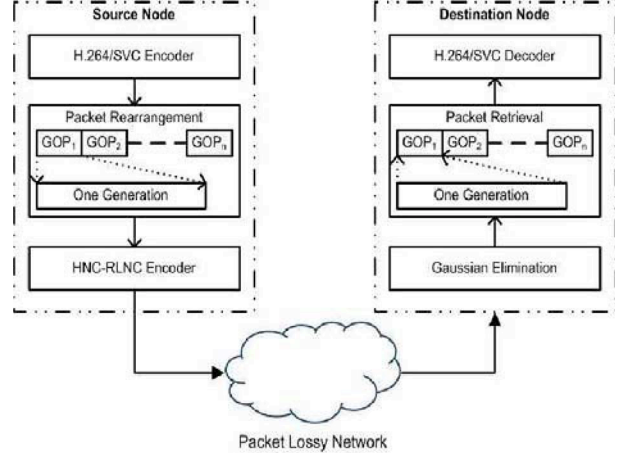 Source Node
H.264/SVC Encoder
Packet Rearrangement
GOP1 GOP2 GOPn
One Generation
HNC-RLNC Encoder
Destination Node
H.264/SVC Decoder
Packet Retrieval
GOP1 GOP2 GOPn
One Generation
Gaussian Elimination
Packet Lossy Network